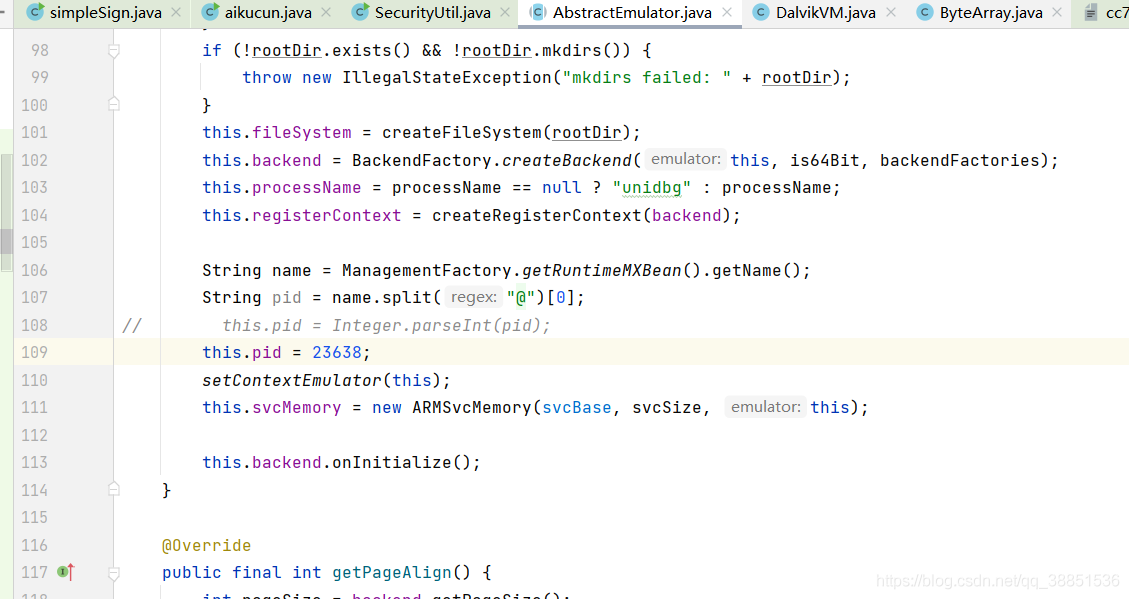 simpleSign.java × aikucun.java × SecurityUtil.java × AbstractEmulator.java × DalvikVM.java × ByteArray.java × cc7
98 if (!rootDir.exists() && !rootDir.mkdirs()) {
99 throw new IllegalStateException("mkdirs failed: " + rootDir);
100 }
101 this.fileSystem = createFileSystem(rootDir);
102 this.backend = BackendFactory.createBackend( emulator: this, is64Bit, backendFactories);
103 this.processName = processName == null ? "unidbg" : processName;
104 this.registerContext = createRegisterContext(backend);
105
106 String name = ManagementFactory.getRuntimeMXBean().getName();
107 String pid = name.split( regex: "@")[0];
108 // this.pid = Integer.parseInt(pid);
109 this.pid = 23638;
110 setContextEmulator(this);
111 this.svcMemory = new ARMSvcMemory(svcBase, svcSize, emulator: this);
112
113 this.backend.onInitialize();
114 }
115
116 @Override
117 public final int getPageAlign() {
118 int pageSize = backend.getPageSize();
https://blog.csdn.net/qq_38851536